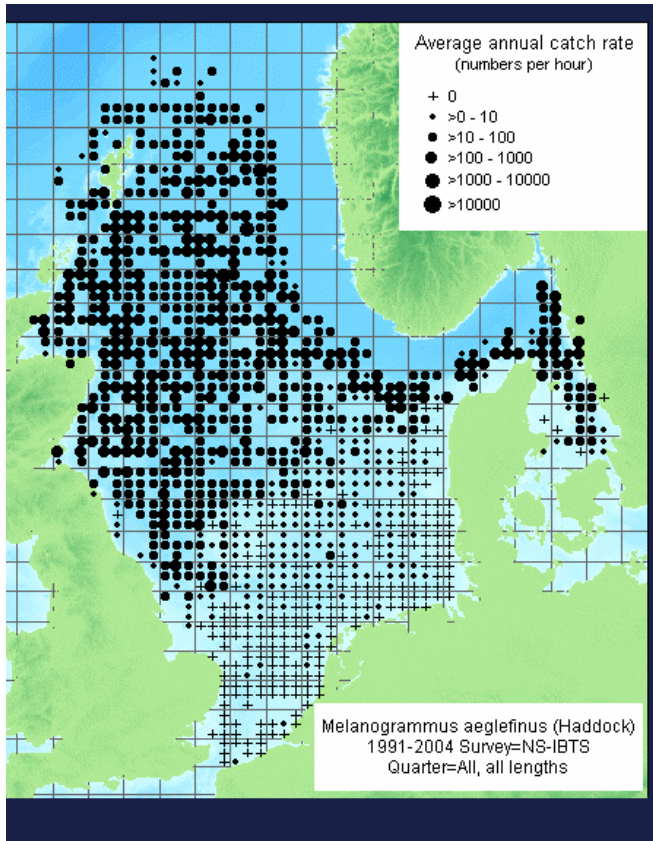 Average annual catch rate
(numbers per hour)
+ 0
>0 - 10
>10 - 100
>100 - 1000
>1000 - 10000
>10000
Melanogrammus aeglefinus (Haddock)
1991-2004 Survey=NS-IBTS
Quarter=All, all lengths